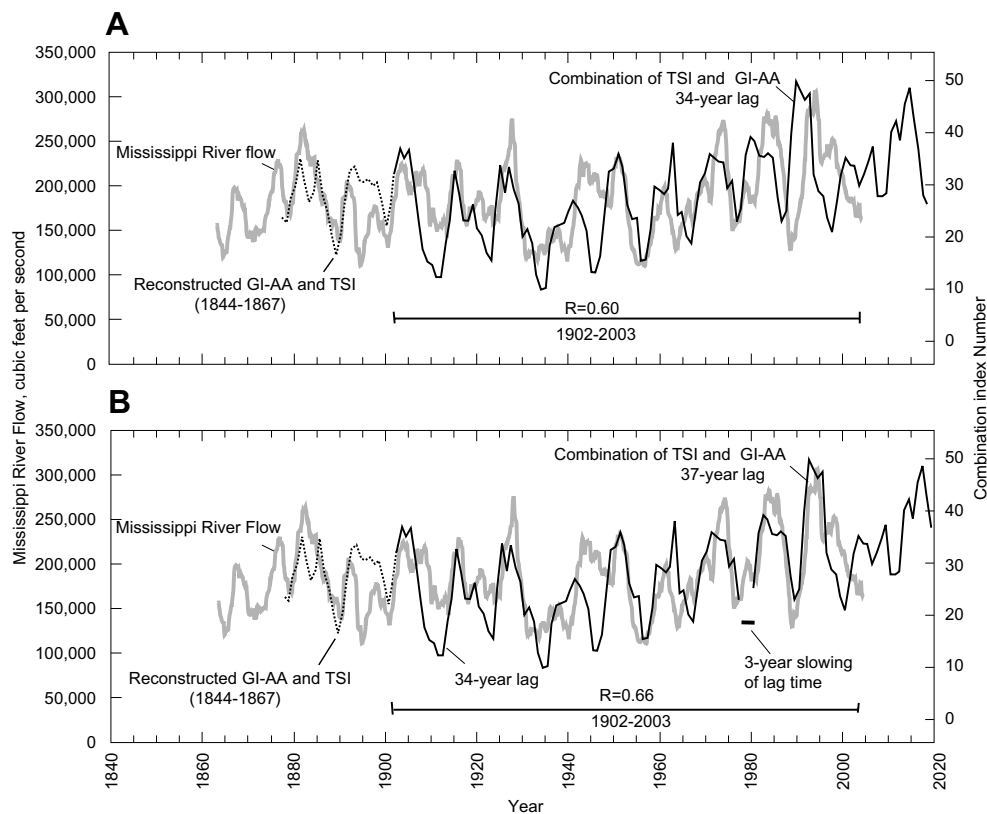 A
350,000
300,000
250,000
200,000
150,000
100,000
50,000
0
50
40
30
20
10
0
Combination of TSI and GI-AA
34-year lag
Mississippi River flow
Reconstructed GI-AA and TSI
(1844-1867)
R=0.60
1902-2003
Mississippi River Flow, cubic feet per second
Combination index Number
B
350,000
300,000
250,000
200,000
150,000
100,000
50,000
0
50
40
30
20
10
0
Combination of TSI and GI-AA
37-year lag
Mississippi River Flow
Reconstructed GI-AA and TSI
(1844-1867)
34-year lag
3-year slowing
of lag time
R=0.66
1902-2003
1840
1860
1880
1900
1920
1940
1960
1980
2000
2020
Year